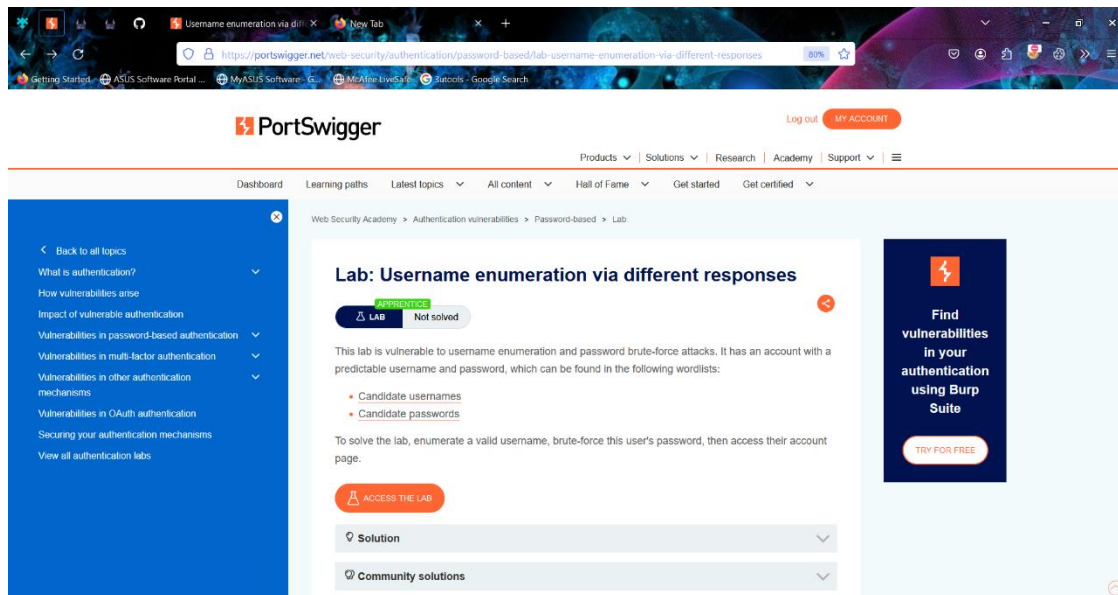 Username enumeration via diffe
New Tab
https://portswigger.net/web-security/authentication/password-based/lab-username-enumeration-via-different-responses
80%
Getting Started
ASUS Software Portal ...
MyASUS Software - G...
McAfee LiveSafe
3utools - Google Search
PortSwigger
Log out
MY ACCOUNT
Products
Solutions
Research
Academy
Support
Dashboard
Learning paths
Latest topics
All content
Hall of Fame
Get started
Get certified
Web Security Academy > Authentication vulnerabilities > Password-based > Lab
Back to all topics
What is authentication?
How vulnerabilities arise
Impact of vulnerable authentication
Vulnerabilities in password-based authentication
Vulnerabilities in multi-factor authentication
Vulnerabilities in other authentication
mechanisms
Vulnerabilities in OAuth authentication
Securing your authentication mechanisms
View all authentication labs
Lab: Username enumeration via different responses
APPRENTICE
LAB
Not solved
This lab is vulnerable to username enumeration and password brute-force attacks. It has an account with a
predictable username and password, which can be found in the following wordlists:
• Candidate usernames
• Candidate passwords
To solve the lab, enumerate a valid username, brute-force this user's password, then access their account
page.
ACCESS THE LAB
Solution
Community solutions
Find
vulnerabilities
in your
authentication
using Burp
Suite
TRY FOR FREE